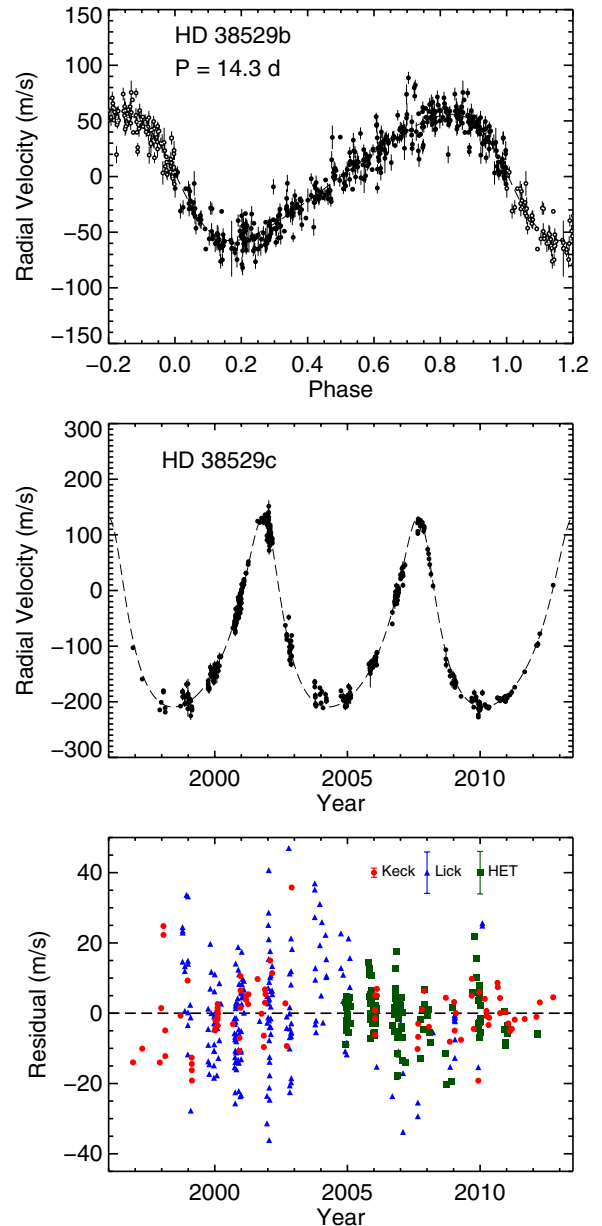 HD 38529b
P = 14.3 d
150
100
50
0
−50
−100
−150
Radial Velocity (m/s)
−0.2 0.0 0.2 0.4 0.6 0.8 1.0 1.2
Phase
HD 38529c
300
200
100
0
−100
−200
−300
Radial Velocity (m/s)
2000 2005 2010
Year
Keck Lick HET
40
20
0
−20
−40
Residual (m/s)
2000 2005 2010
Year